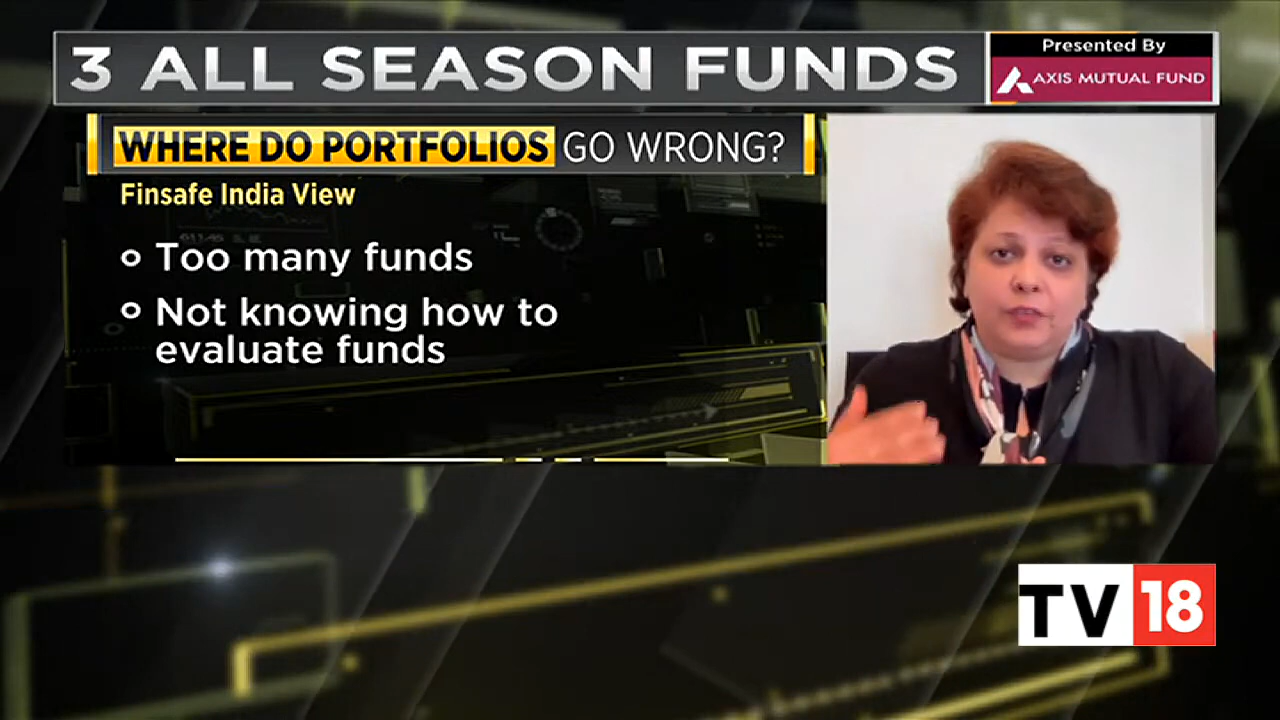 3 ALL SEASON FUNDS
Presented By
AXIS MUTUAL FUND
WHERE DO PORTFOLIOS GO WRONG?
Finsafe India View
Too many funds
Not knowing how to
evaluate funds
TV18